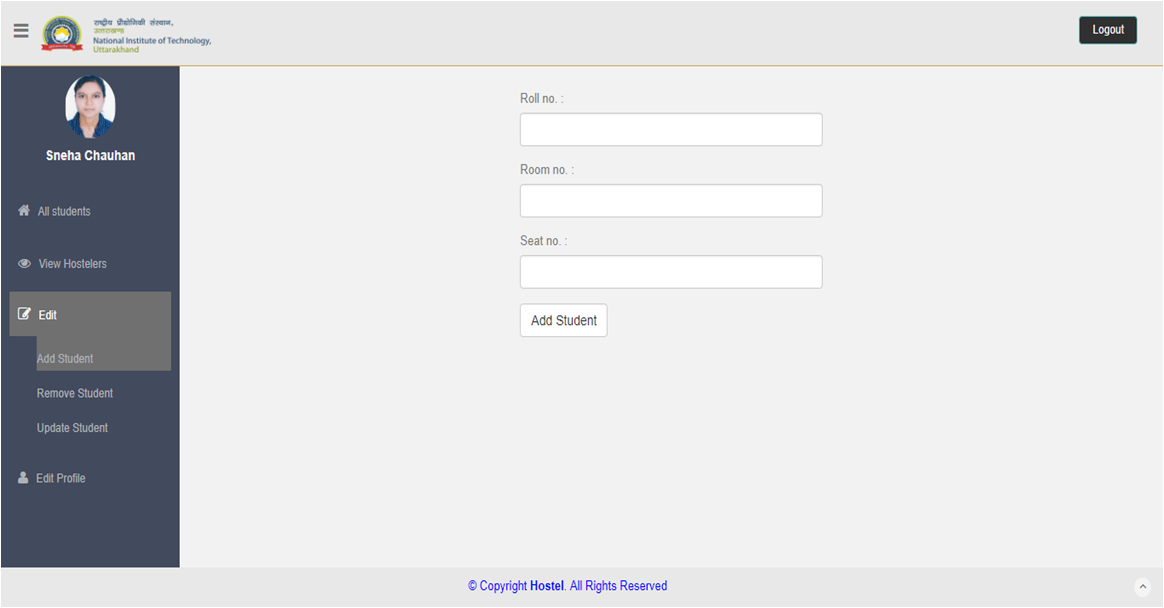 राष्ट्रीय प्रौद्योगिकी संस्थान,
उत्तराखण्ड
National Institute of Technology,
Uttarakhand
Logout
Sneha Chauhan
All students
View Hostelers
Edit
Add Student
Remove Student
Update Student
Edit Profile
Roll no. :
Room no. :
Seat no. :
Add Student
© Copyright Hostel. All Rights Reserved